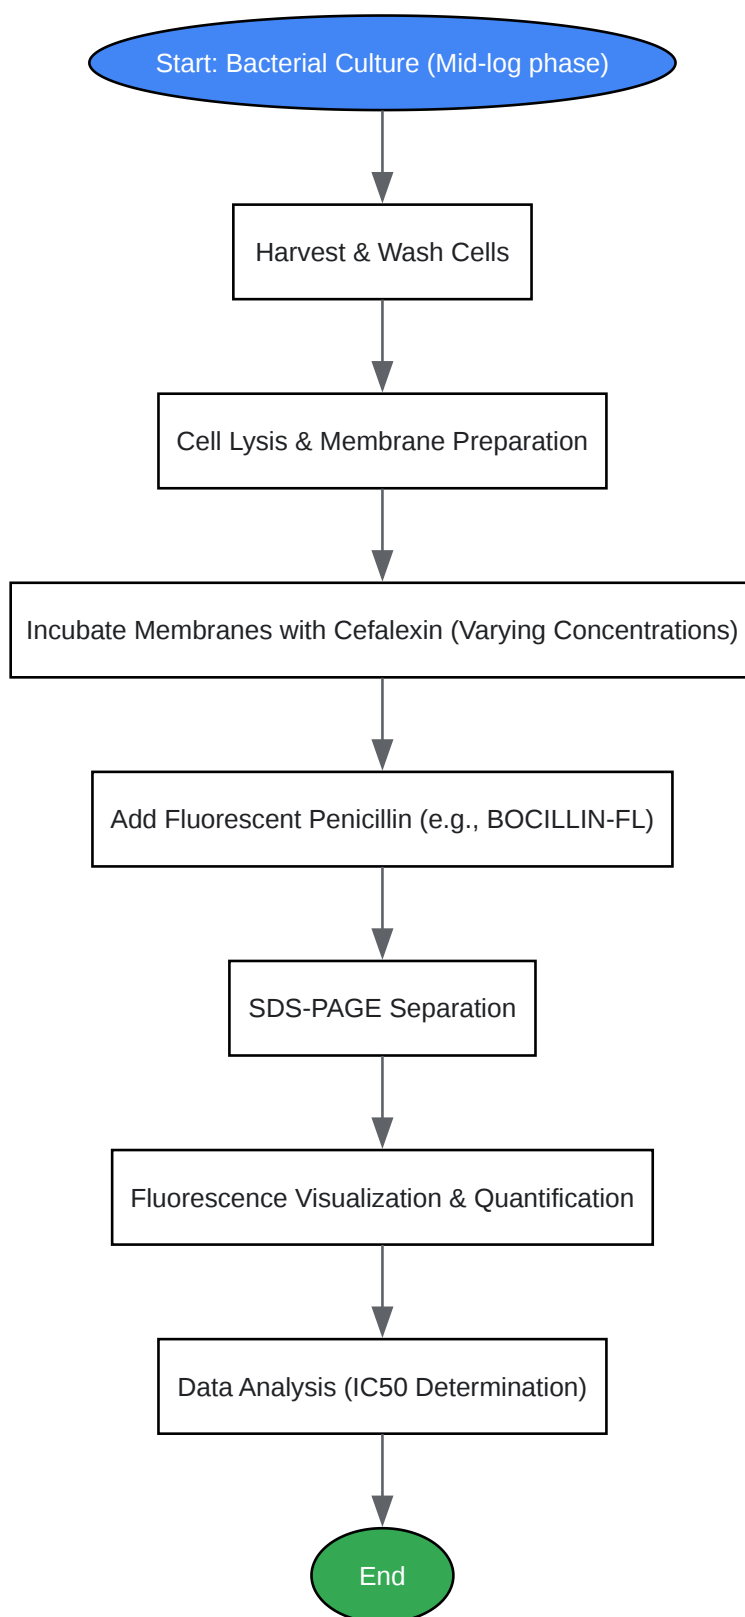 Start: Bacterial Culture (Mid-log phase)
Harvest & Wash Cells
Cell Lysis & Membrane Preparation
Incubate Membranes with Cefalexin (Varying Concentrations)
Add Fluorescent Penicillin (e.g., BOCILLIN-FL)
SDS-PAGE Separation
Fluorescence Visualization & Quantification
Data Analysis (IC50 Determination)
End